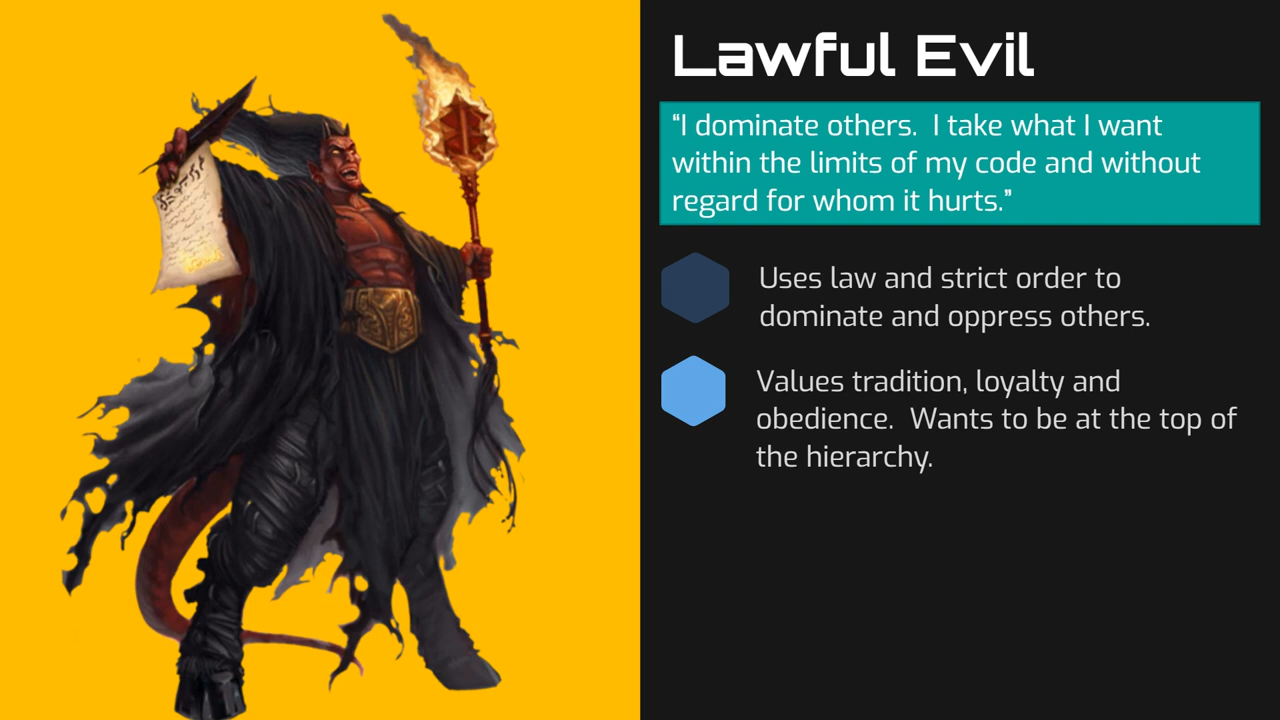 Lawful Evil
“I dominate others.  I take what I want
within the limits of my code and without
regard for whom it hurts.”
Uses law and strict order to
dominate and oppress others.
Values tradition, loyalty and
obedience.  Wants to be at the top of
the hierarchy.